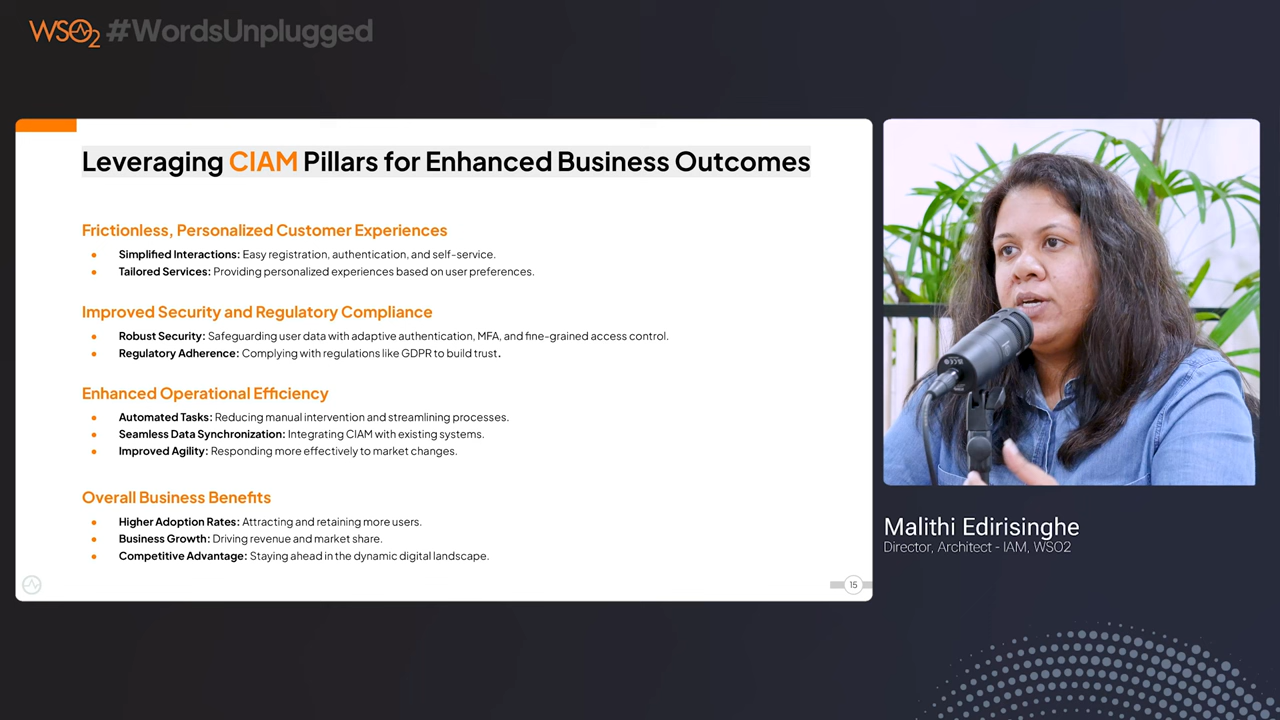 WSO2 #WordsUnplugged
Leveraging CIAM Pillars for Enhanced Business Outcomes
Frictionless, Personalized Customer Experiences
Simplified Interactions: Easy registration, authentication, and self-service.
Tailored Services: Providing personalized experiences based on user preferences.
Improved Security and Regulatory Compliance
Robust Security: Safeguarding user data with adaptive authentication, MFA, and fine-grained access control.
Regulatory Adherence: Complying with regulations like GDPR to build trust.
Enhanced Operational Efficiency
Automated Tasks: Reducing manual intervention and streamlining processes.
Seamless Data Synchronization: Integrating CIAM with existing systems.
Improved Agility: Responding more effectively to market changes.
Overall Business Benefits
Higher Adoption Rates: Attracting and retaining more users.
Business Growth: Driving revenue and market share.
Competitive Advantage: Staying ahead in the dynamic digital landscape.
15
Malithi Edirisinghe
Director, Architect - IAM, WSO2